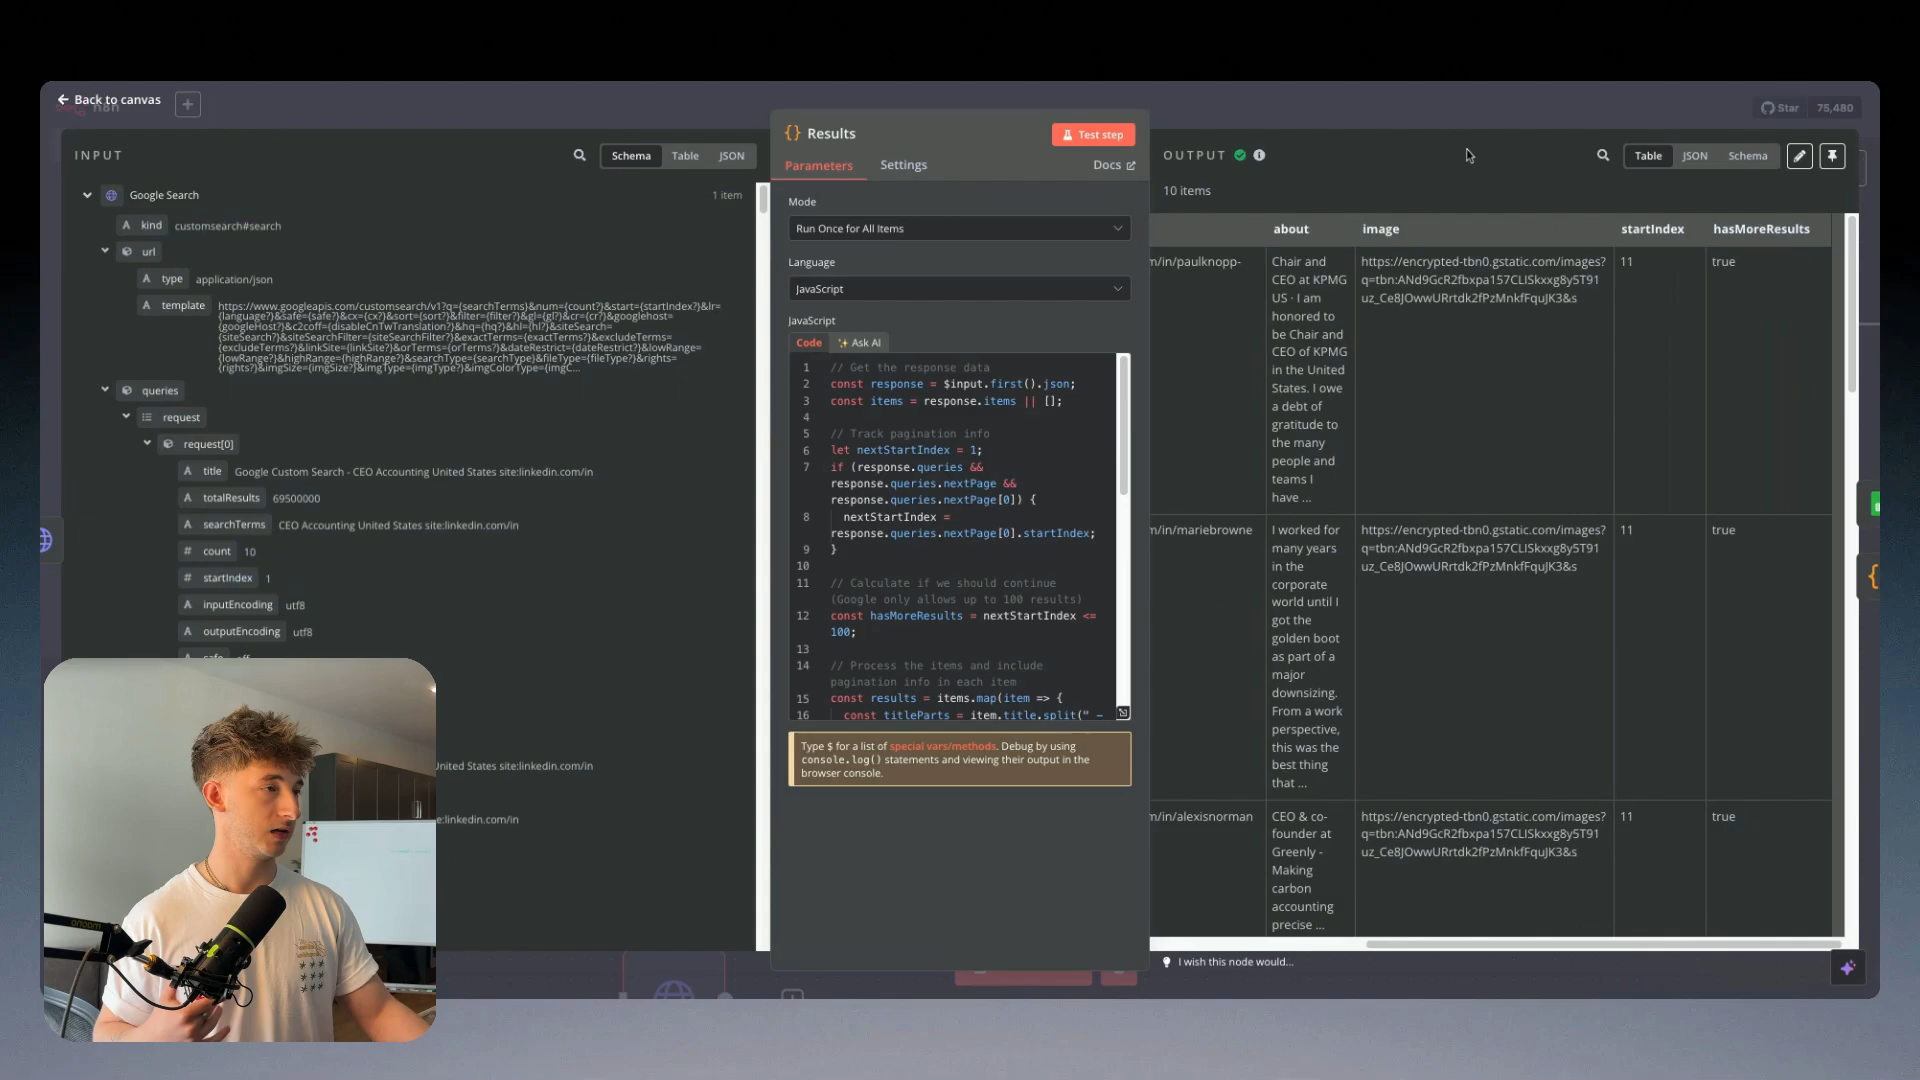 Back to canvas
n8n
Star
75,480
INPUT
Schema
Table
JSON
Google Search
1 item
kind
customsearch#search
url
type
application/json
template
https://www.googleapis.com/customsearch/v1?q={searchTerms}&num={count?}&start={startIndex?}&lr=
{language?}&safe={safe?}&cx={cx?}&sort={sort?}&filter={filter?}&gl={gl?}&cr={cr?}&googlehost=
{googleHost?}&c2coff={disableCnTwTranslation?}&hq={hq?}&hl={hl?}&siteSearch=
{siteSearch?}&siteSearchFilter={siteSearchFilter?}&exactTerms={exactTerms?}&excludeTerms=
{excludeTerms?}&linkSite={linkSite?}&orTerms={orTerms?}&dateRestrict={dateRestrict?}&lowRange=
{lowRange?}&highRange={highRange?}&searchType={searchType}&fileType={fileType?}&rights=
{rights?}&imgSize={imgSize?}&imgType={imgType?}&imgColorType={imgC...
queries
request
request[0]
title
Google Custom Search - CEO Accounting United States site:linkedin.com/in
totalResults
69500000
searchTerms
CEO Accounting United States site:linkedin.com/in
count
10
startIndex
1
inputEncoding
utf8
outputEncoding
utf8
safe
off
United States site:linkedin.com/in
e:linkedin.com/in
{} Results
Test step
Parameters
Settings
Docs
Mode
Run Once for All Items
Language
JavaScript
JavaScript
Code
Ask AI
1 // Get the response data
2 const response = $input.first().json;
3 const items = response.items || [];
4
5 // Track pagination info
6 let nextStartIndex = 1;
7 if (response.queries &&
response.queries.nextPage &&
response.queries.nextPage[0]) {
8 nextStartIndex =
response.queries.nextPage[0].startIndex;
9 }
10
11 // Calculate if we should continue
(Google only allows up to 100 results)
12 const hasMoreResults = nextStartIndex <=
100;
13
14 // Process the items and include
pagination info in each item
15 const results = items.map(item => {
16 const titleParts = item.title.split(" –
Type $ for a list of special vars/methods. Debug by using
console.log() statements and viewing their output in the
browser console.
OUTPUT
Table
JSON
Schema
10 items
about
image
startIndex
hasMoreResults
m/in/paulknopp-
Chair and
CEO at KPMG
US · I am
honored to
be Chair and
CEO of KPMG
in the United
States. I owe
a debt of
gratitude to
the many
people and
teams I
have ...
https://encrypted-tbn0.gstatic.com/images?
q=tbn:ANd9GcR2fbxpa157CLISkxxg8y5T91
uz_Ce8JOwwURrtdk2fPzMnkfFquJK3&s
11
true
m/in/mariebrowne
I worked for
many years
in the
corporate
world until I
got the
golden boot
as part of a
major
downsizing.
From a work
perspective,
this was the
best thing
that ...
https://encrypted-tbn0.gstatic.com/images?
q=tbn:ANd9GcR2fbxpa157CLISkxxg8y5T91
uz_Ce8JOwwURrtdk2fPzMnkfFquJK3&s
11
true
m/in/alexisnorman
CEO & co-
founder at
Greenly -
Making
carbon
accounting
precise ...
https://encrypted-tbn0.gstatic.com/images?
q=tbn:ANd9GcR2fbxpa157CLISkxxg8y5T91
uz_Ce8JOwwURrtdk2fPzMnkfFquJK3&s
11
true
I wish this node would...